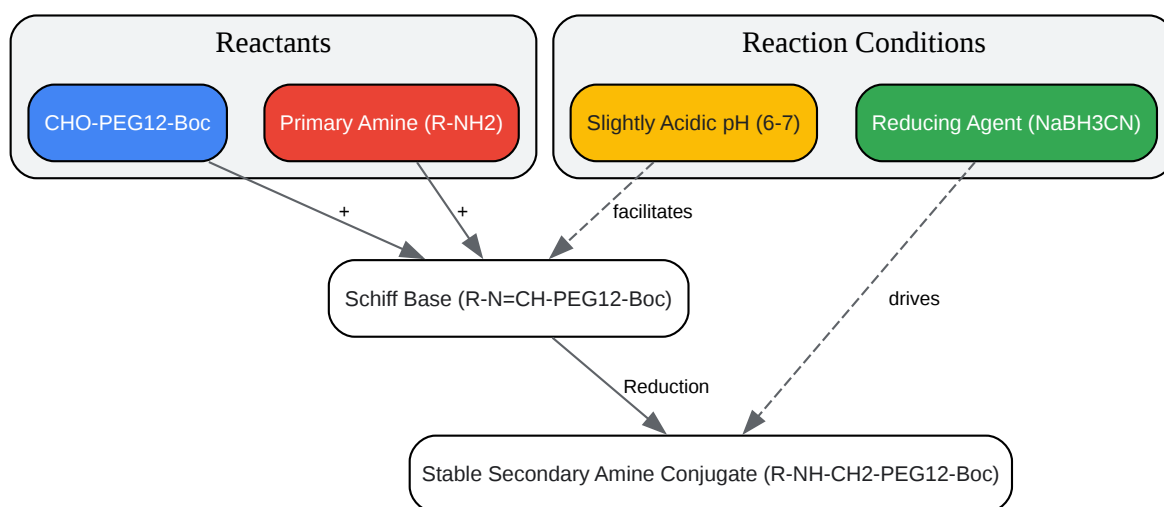 Reactants
Reaction Conditions
CHO-PEG12-Boc
Primary Amine (R-NH2)
Slightly Acidic pH (6-7)
Reducing Agent (NaBH3CN)
+
+
facilitates
Schiff Base (R-N=CH-PEG12-Boc)
drives
Reduction
Stable Secondary Amine Conjugate (R-NH-CH2-PEG12-Boc)